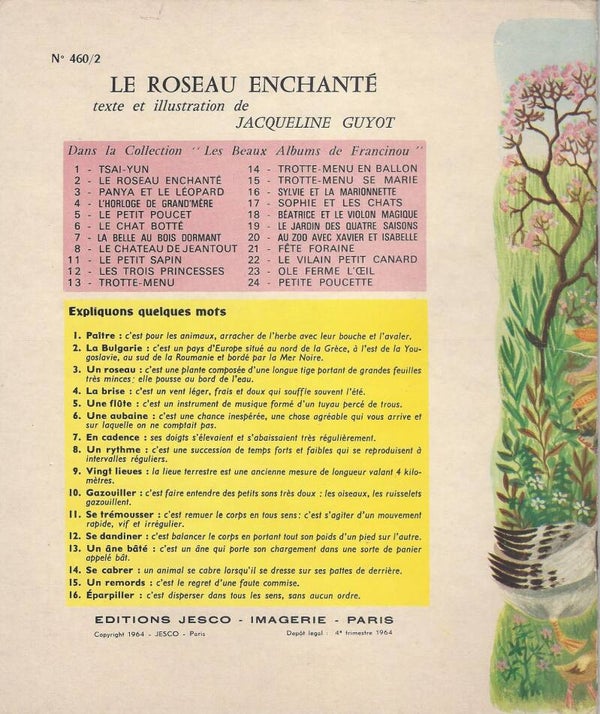 N° 460/2
LE ROSEAU ENCHANTÉ
texte et illustration de
JACQUELINE GUYOT
Dans la Collection "Les Beaux Albums de Francinou"
1 - TSAI-YUN
2 - LE ROSEAU ENCHANTÉ
3 - PANYA ET LE LÉOPARD
4 - L'HORLOGE DE GRAND'MÈRE
5 - LE PETIT POUCET
6 - LE CHAT BOTTÉ
7 - LA BELLE AU BOIS DORMANT
8 - LE CHATEAU DE JEANTOUT
11 - LE PETIT SAPIN
12 - LES TROIS PRINCESSES
13 - TROTTE-MENU
14 - TROTTE-MENU EN BALLON
15 - TROTTE-MENU SE MARIE
16 - SYLVIE ET LA MARIONNETTE
17 - SOPHIE ET LES CHATS
18 - BÉATRICE ET LE VIOLON MAGIQUE
19 - LE JARDIN DES QUATRE SAISONS
20 - AU ZOO AVEC XAVIER ET ISABELLE
21 - FÊTE FORAINE
22 - LE VILAIN PETIT CANARD
23 - OLE FERME L'ŒIL
24 - PETITE POUCETTE
Expliquons quelques mots
1. Paître : c'est pour les animaux, arracher de l'herbe avec leur bouche et l'avaler.
2. La Bulgarie : c'est un pays d'Europe situé au nord de la Grèce, à l'est de la You-
goslavie, au sud de la Roumanie et bordé par la Mer Noire.
3. Un roseau : c'est une plante composée d'une longue tige portant de grandes feuilles
très minces; elle pousse au bord de l'eau.
4. La brise : c'est un vent léger, frais et doux qui souffle souvent l'été.
5. Une flûte : c'est un instrument de musique formé d'un tuyau percé de trous.
6. Une aubaine : c'est une chance inespérée, une chose agréable qui vous arrive et
sur laquelle on ne comptait pas.
7. En cadence : ses doigts s'élevaient et s'abaissaient très régulièrement.
8. Un rythme : c'est une succession de temps forts et faibles qui se reproduisent à
intervalles réguliers.
9. Vingt lieues : la lieue terrestre est une ancienne mesure de longueur valant 4 kilo-
mètres.
10. Gazouiller : c'est faire entendre des petits sons très doux : les oiseaux, les ruisselets
gazouillent.
11. Se trémousser : c'est remuer le corps en tous sens; c'est s'agiter d'un mouvement
rapide, vif et irrégulier.
12. Se dandiner : c'est balancer le corps en portant tout son poids d'un pied sur l'autre.
13. Un âne bâté : c'est un âne qui porte son chargement dans une sorte de panier
appelé bât.
14. Se cabrer : un animal se cabre lorsqu'il se dresse sur ses pattes de derrière.
15. Un remords : c'est le regret d'une faute commise.
16. Éparpiller : c'est disperser dans tous les sens, sans aucun ordre.
EDITIONS JESCO - IMAGERIE - PARIS
Copyright 1964 - JESCO - Paris Depôt légal : 4e trimestre 1964